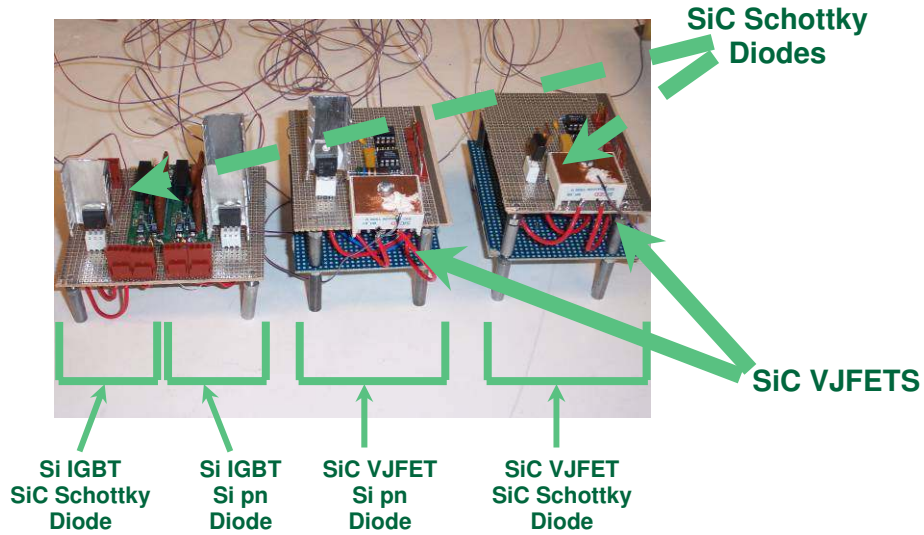 SiC Schottky
Diodes
SiC VJFETS
Si IGBT
SiC Schottky
Diode
Si IGBT
Si pn
Diode
SiC VJFET
Si pn
Diode
SiC VJFET
SiC Schottky
Diode